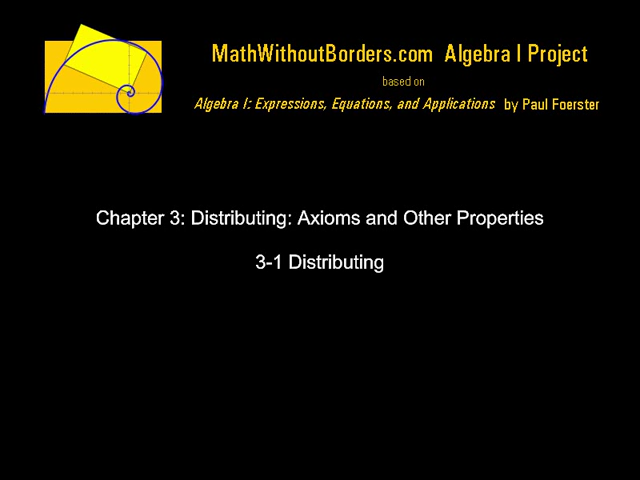 MathWithoutBorders.com Algebra I Project
based on
Algebra I: Expressions, Equations, and Applications by Paul Foerster
Chapter 3: Distributing: Axioms and Other Properties
3-1 Distributing